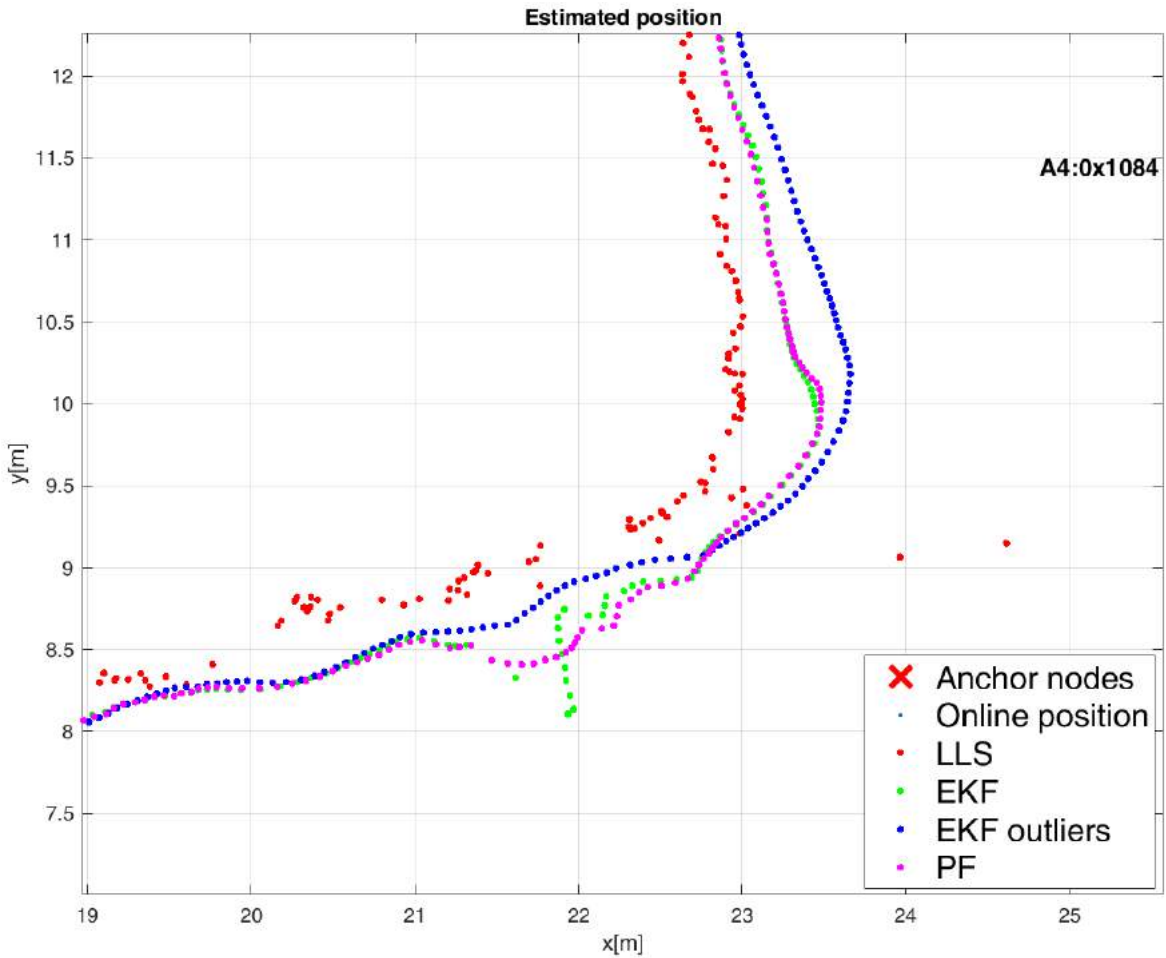 Estimated position
12
11.5
A4:0x1084
11
10.5
10
y[m]
9.5
9
8.5
8
7.5
Anchor nodes
Online position
LLS
EKF
EKF outliers
PF
19 20 21 22 23 24 25
x[m]